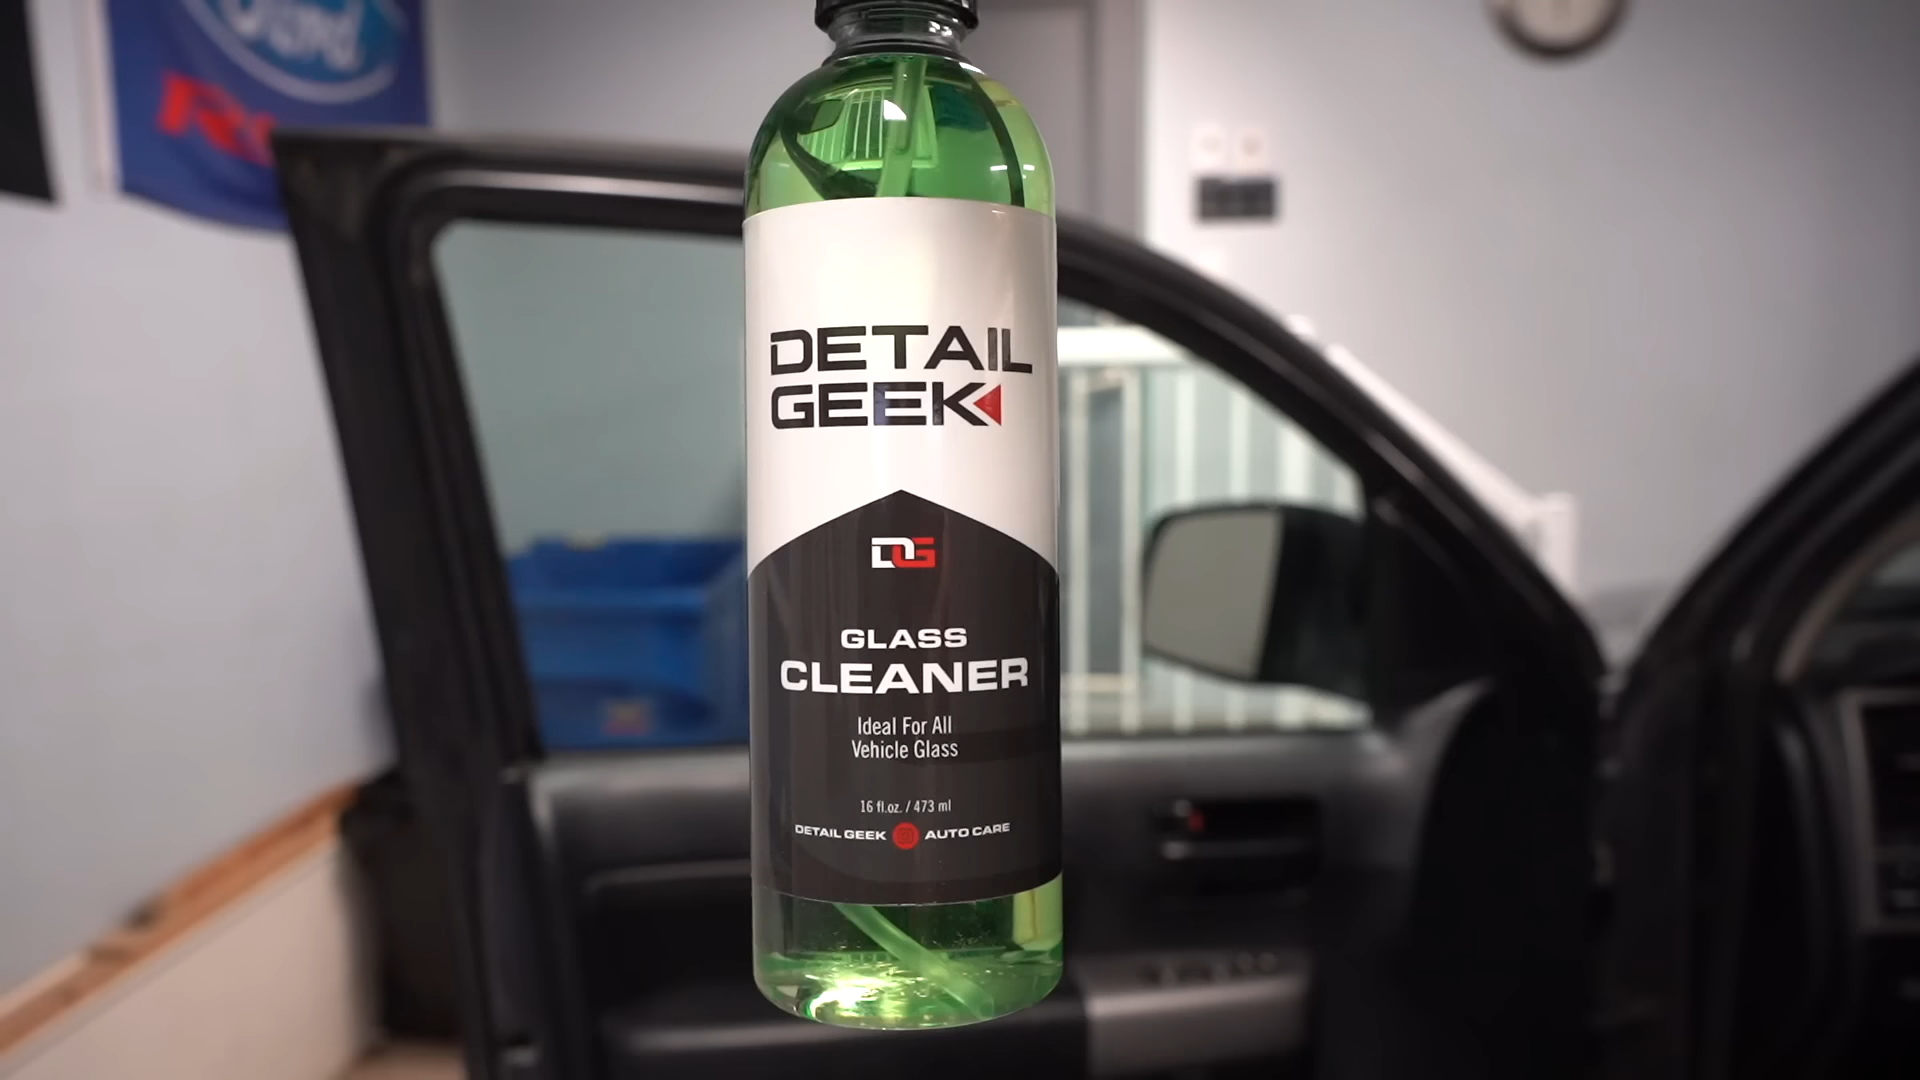 Ford
DETAIL
GEEK
DG
GLASS
CLEANER
Ideal For All
Vehicle Glass
16 fl.oz. / 473 ml
DETAIL GEEK AUTO CARE